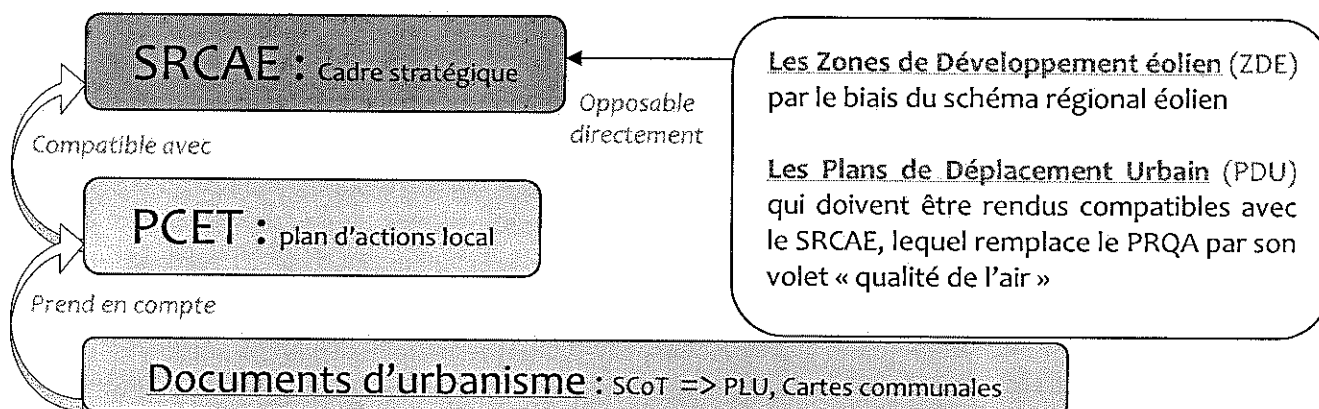 SRCAE : Cadre stratégique
Opposable
directement
Les Zones de Développement éolien (ZDE)
par le biais du schéma régional éolien
Les Plans de Déplacement Urbain (PDU)
qui doivent être rendus compatibles avec
le SRCAE, lequel remplace le PRQA par son
volet « qualité de l'air »
Compatible avec
PCET : plan d'actions local
Prend en compte
Documents d'urbanisme : SCoT => PLU, Cartes communales